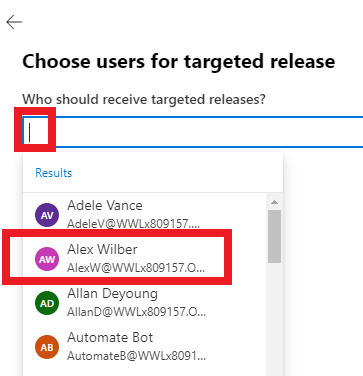 Choose users for targeted release
Who should receive targeted releases?
Results
AV
Adele Vance
AdeleV@WWLx809157....
AW
Alex Wilber
AlexW@WWLx809157.O...
AD
Allan Deyoung
AllanD@WWLx809157.O...
AB
Automate Bot
AutomateB@WWLx8091...